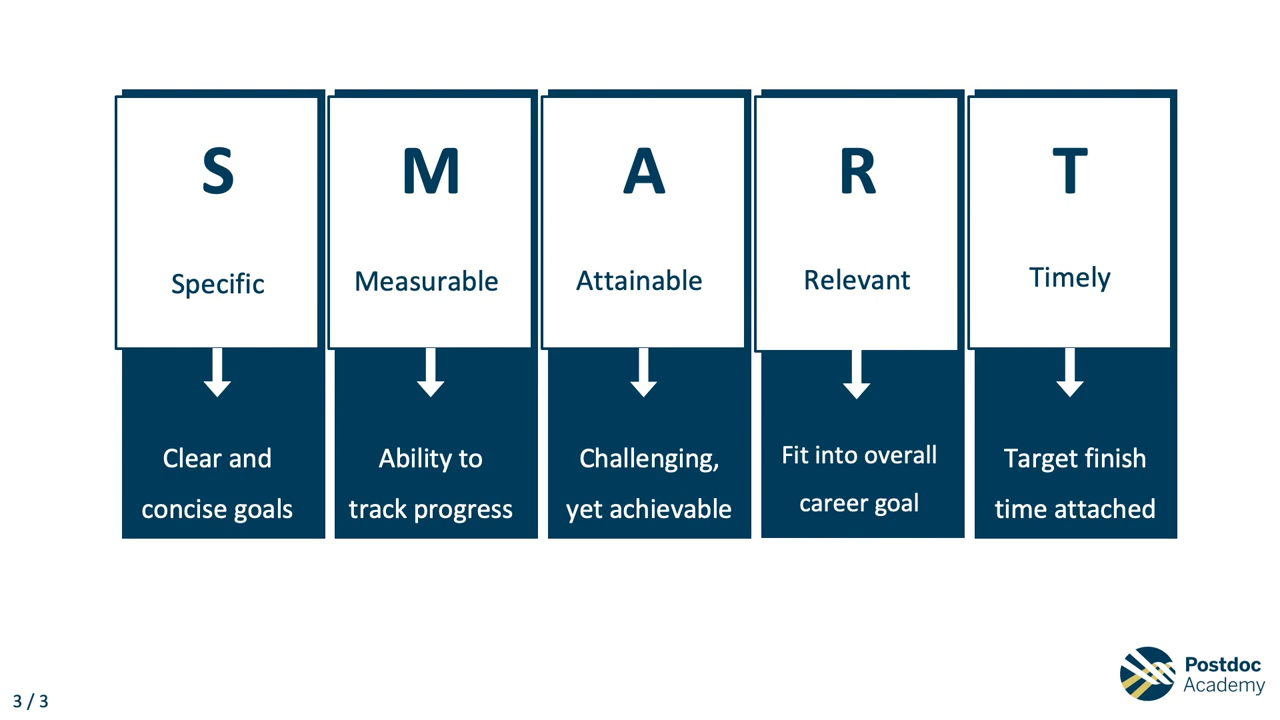 S
Specific
Clear and
concise goals
M
Measurable
Ability to
track progress
A
Attainable
Challenging,
yet achievable
R
Relevant
Fit into overall
career goal
T
Timely
Target finish
time attached
3 / 3
Postdoc
Academy